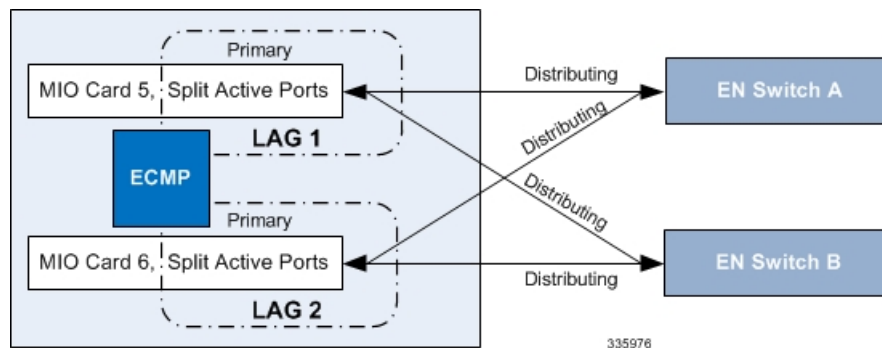 Primary
MIO Card 5, Split Active Ports
LAG 1
ECMP
Primary
MIO Card 6, Split Active Ports
LAG 2
Distributing
Distributing
Distributing
Distributing
EN Switch A
EN Switch B
335976